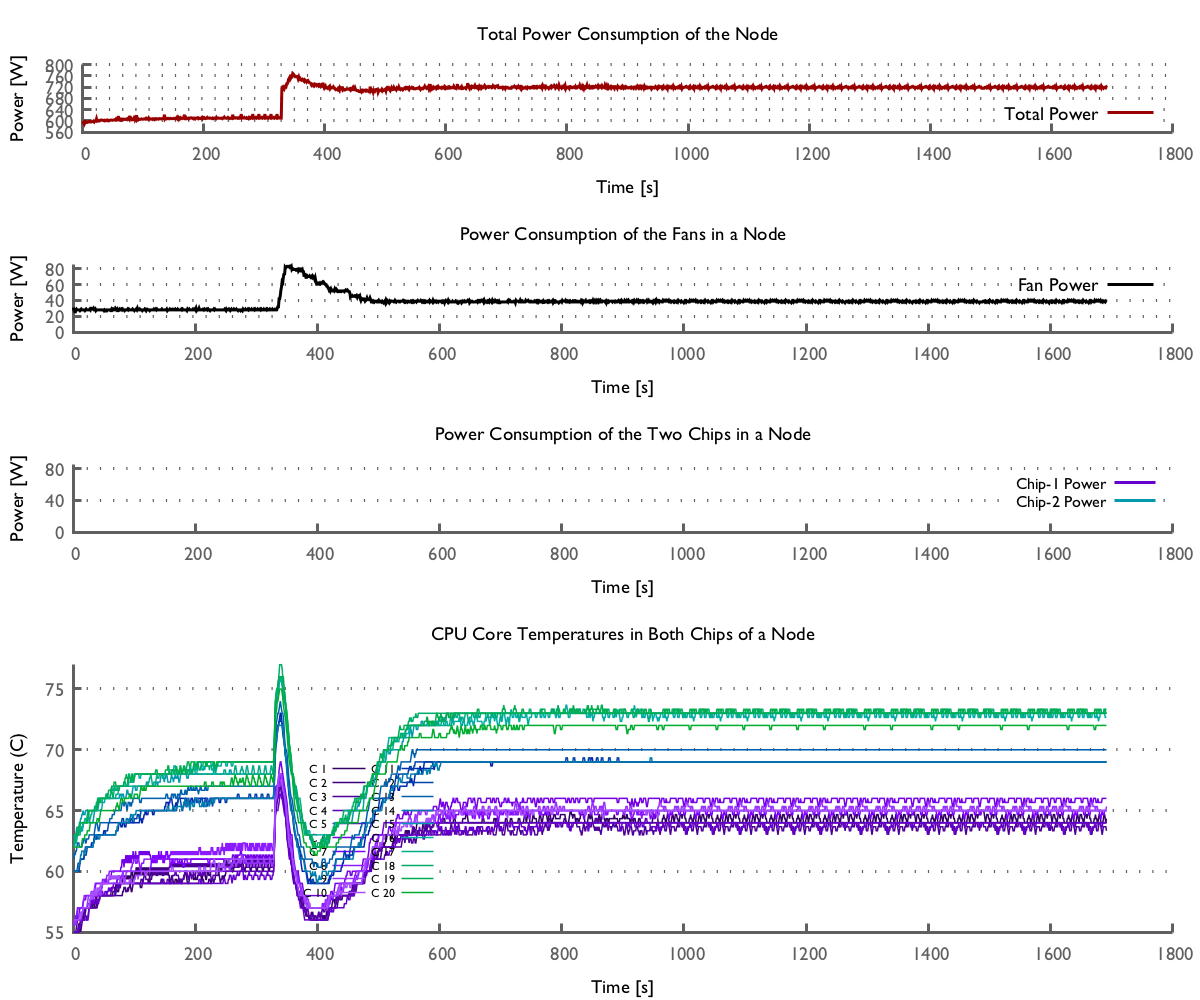 Total Power Consumption of the Node
Power [W]
800
760
720
680
640
600
560
Total Power
0 200 400 600 800 1000 1200 1400 1600 1800
Time [s]
Power Consumption of the Fans in a Node
Power [W]
80
60
40
20
0
Fan Power
0 200 400 600 800 1000 1200 1400 1600 1800
Time [s]
Power Consumption of the Two Chips in a Node
Power [W]
80
40
0
Chip-1 Power
Chip-2 Power
0 200 400 600 800 1000 1200 1400 1600 1800
Time [s]
CPU Core Temperatures in Both Chips of a Node
Temperature (C)
75
70
65
60
55
C 1
C 2
C 3
C 4
C 5
C 7
C 10
C 14
C 15
C 18
C 19
C 20
0 200 400 600 800 1000 1200 1400 1600 1800
Time [s]